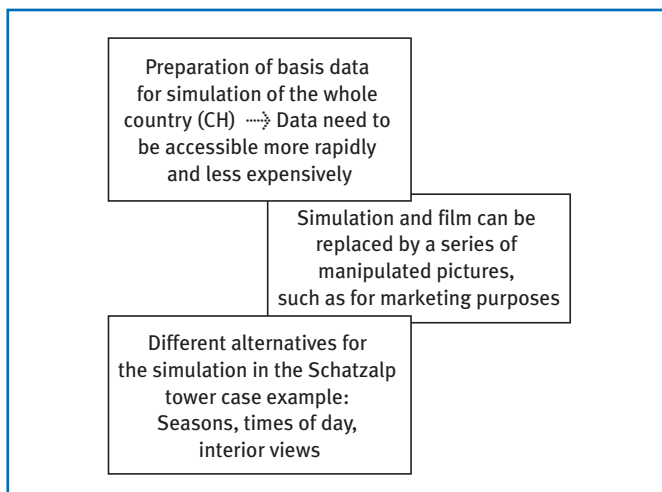 Preparation of basis data
for simulation of the whole
country (CH) ⇢ Data need to
be accessible more rapidly
and less expensively
Simulation and film can be
replaced by a series of
manipulated pictures,
such as for marketing purposes
Different alternatives for
the simulation in the Schatzalp
tower case example:
Seasons, times of day,
interior views